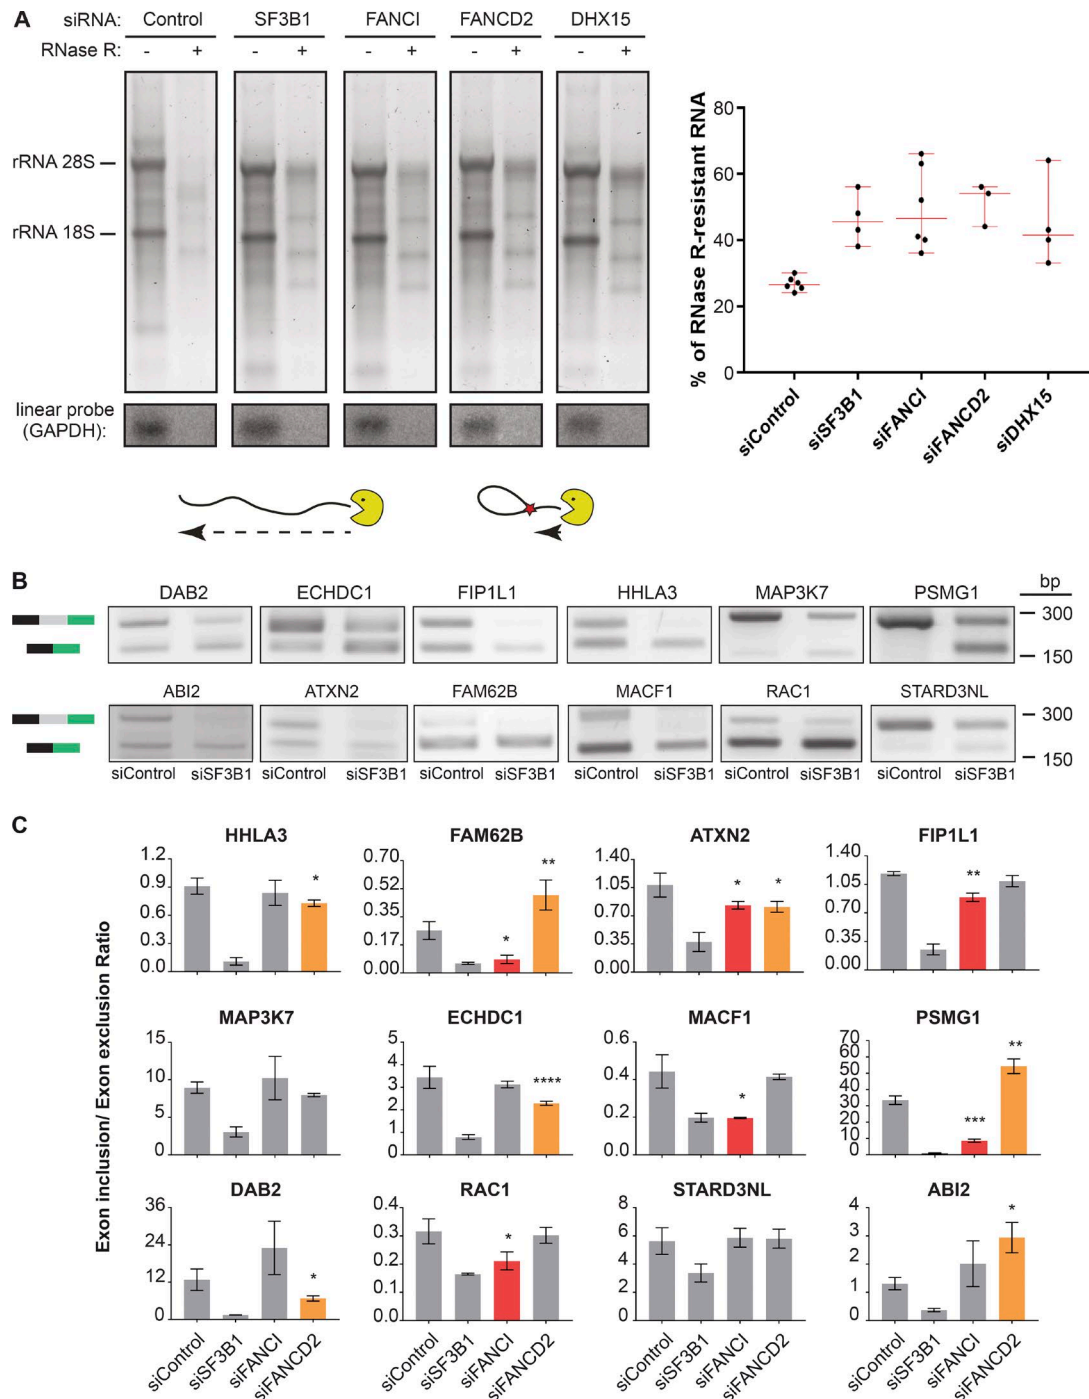 A
siRNA: Control SF3B1 FANCI FANCD2 DHX15
RNase R: - + - + - + - + - +
rRNA 28S
rRNA 18S
linear probe
(GAPDH):
% of RNase R-resistant RNA
80
60
40
20
0
siControl siSF3B1 siFANCI siFANCD2 siDHX15
B
bp
DAB2 ECHDC1 FIP1L1 HHLA3 MAP3K7 PSMG1
300
150
ABI2 ATXN2 FAM62B MACF1 RAC1 STARD3NL
300
150
siControl siSF3B1 siControl siSF3B1 siControl siSF3B1 siControl siSF3B1 siControl siSF3B1 siControl siSF3B1
C
Exon inclusion/ Exon exclusion Ratio
HHLA3
1.2
0.9
0.6
0.3
0.0
*
FAM62B
0.70
0.52
0.35
0.17
0.00
*
**
ATXN2
1.40
1.05
0.70
0.35
0.00
*
*
FIP1L1
1.40
1.05
0.70
0.35
0.00
**
MAP3K7
15
10
5
0
ECHDC1
5
4
3
2
1
0
****
MACF1
0.6
0.4
0.2
0.0
*
PSMG1
70
60
50
40
30
20
10
0
***
**
DAB2
36
24
12
0
*
RAC1
0.4
0.3
0.2
0.1
0.0
*
STARD3NL
8
6
4
2
0
ABI2
4
3
2
1
0
*
siControl siSF3B1 siFANCI siFANCD2
siControl siSF3B1 siFANCI siFANCD2
siControl siSF3B1 siFANCI siFANCD2
siControl siSF3B1 siFANCI siFANCD2